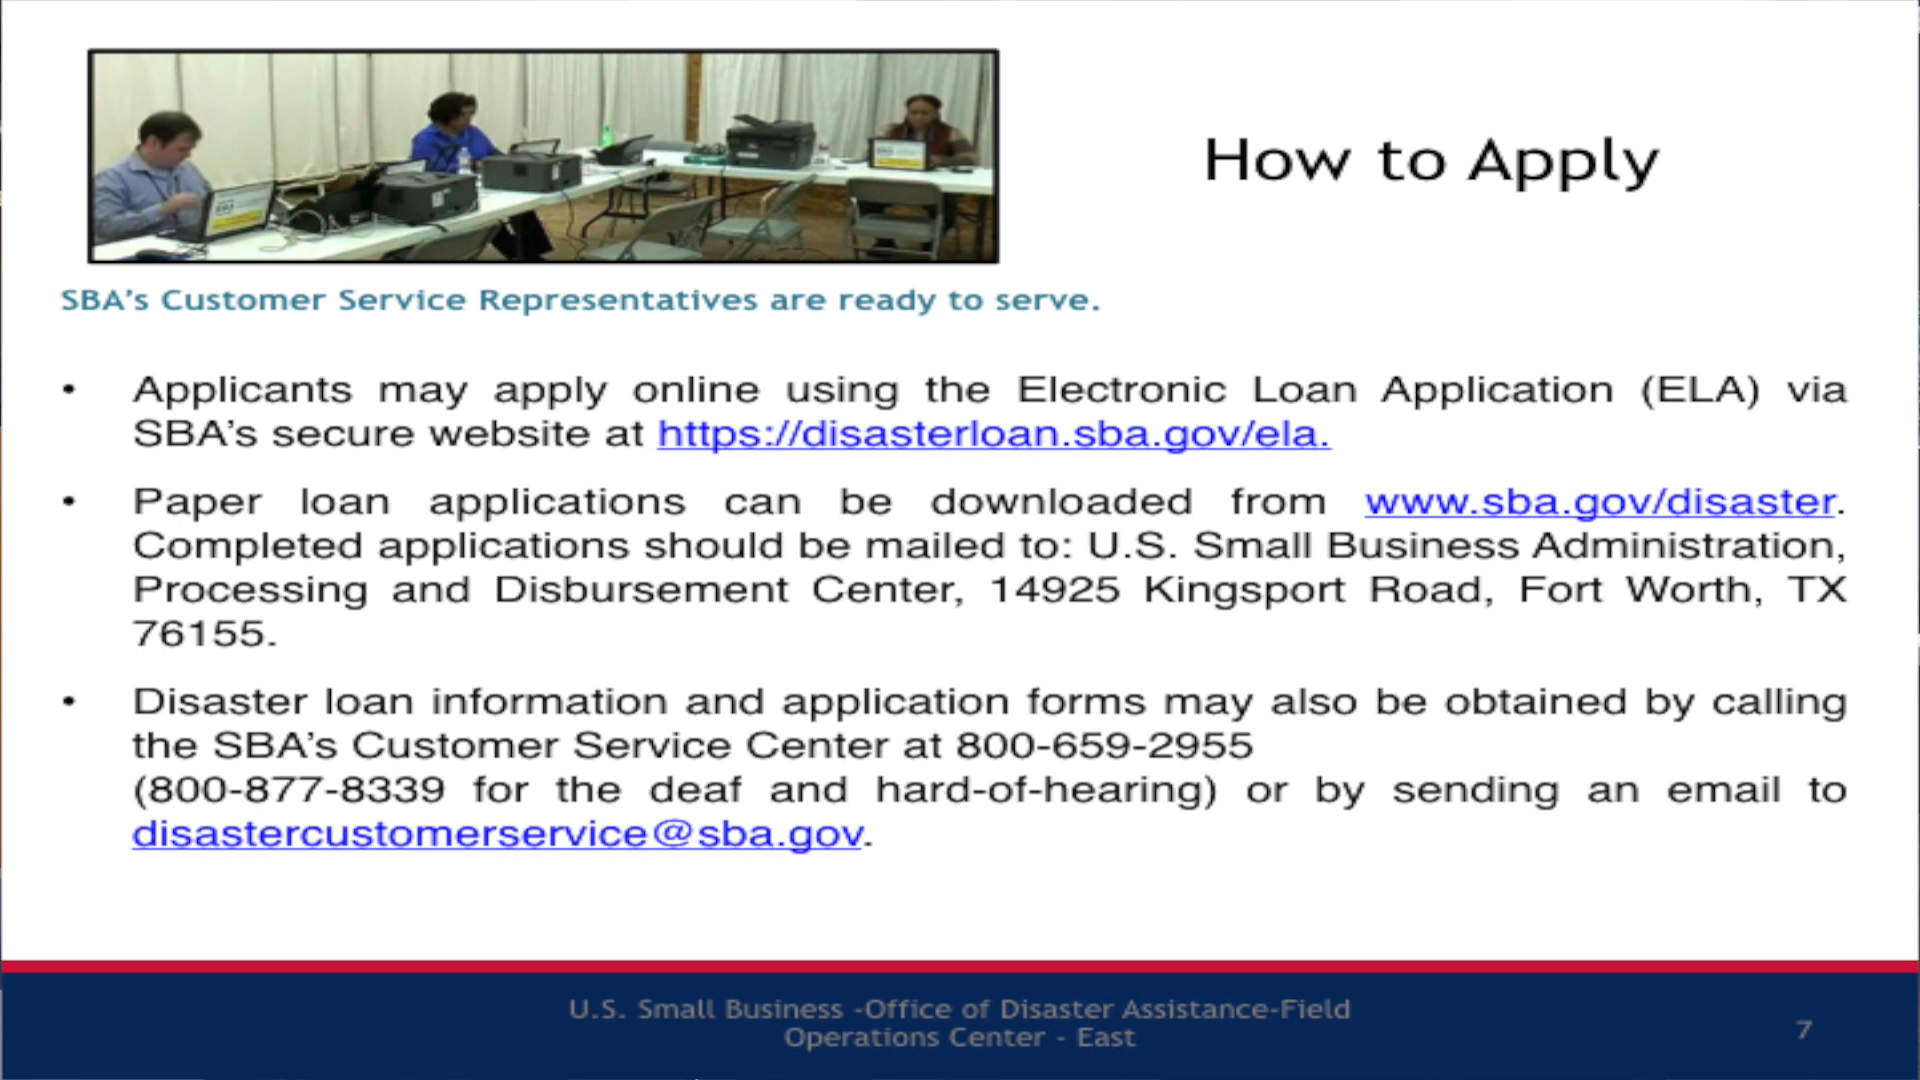 How to Apply
SBA's Customer Service Representatives are ready to serve.
• Applicants may apply online using the Electronic Loan Application (ELA) via
SBA's secure website at https://disasterloan.sba.gov/ela.
• Paper loan applications can be downloaded from www.sba.gov/disaster.
Completed applications should be mailed to: U.S. Small Business Administration,
Processing and Disbursement Center, 14925 Kingsport Road, Fort Worth, TX
76155.
• Disaster loan information and application forms may also be obtained by calling
the SBA's Customer Service Center at 800-659-2955
(800-877-8339 for the deaf and hard-of-hearing) or by sending an email to
disastercustomerservice@sba.gov.
U.S. Small Business -Office of Disaster Assistance-Field
Operations Center - East
7